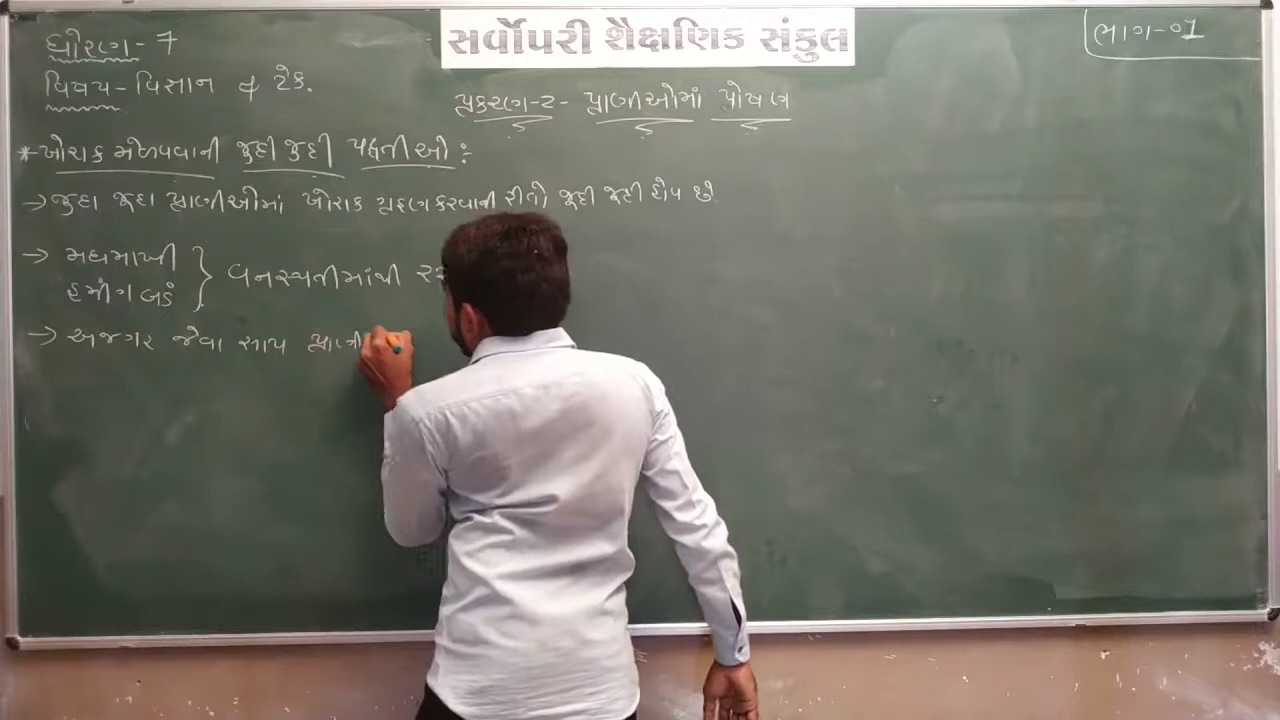 સર્વોપરી શૈક્ષણિક સંકુલ
ભાગ-01
ધોરણ-7
વિષય-વિજ્ઞાન & ટેક.
પ્રકરણ-2- પ્રાણીઓમાં પોષણ
*ખોરાક મેળવવાની જુદી જુદી પદ્ધતીઓ :
→જુદા જુદા પ્રાણીઓમાં ખોરાક ગ્રહણ કરવાની રીતો જુદી જુદી હોય છે
→ મધમાખી
હમીંગ બર્ડ } વનસ્પતીમાંથી
→ અજગર જેવા સાપ